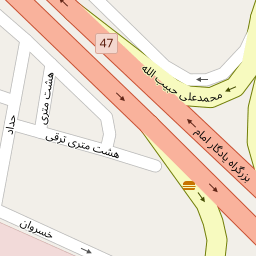 47
محمدعلی حبیب الله
هشت متری
بزرگراه یادگار امام
حداد
هشت متری ترقی
خسروان